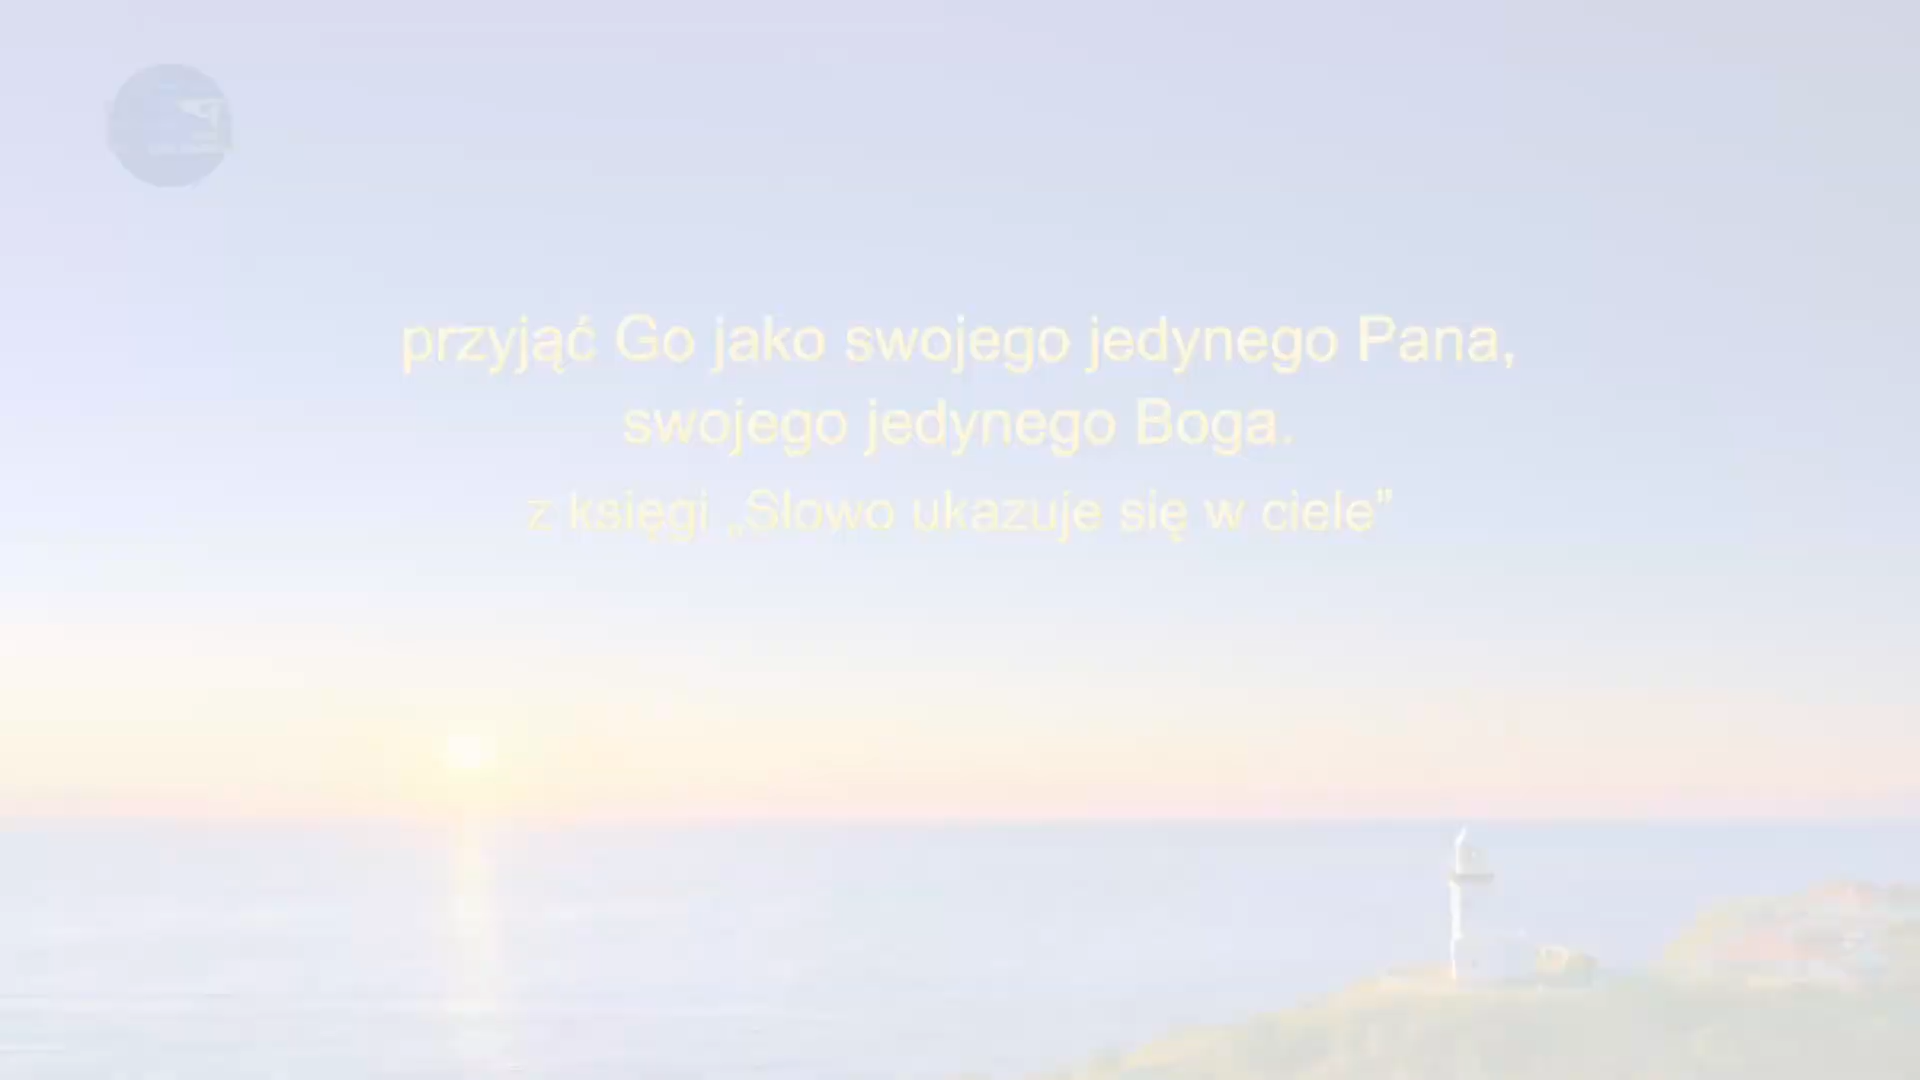 przyjąć Go jako swojego jedynego Pana,
swojego jedynego Boga.
z księgi „Słowo ukazuje się w ciele”